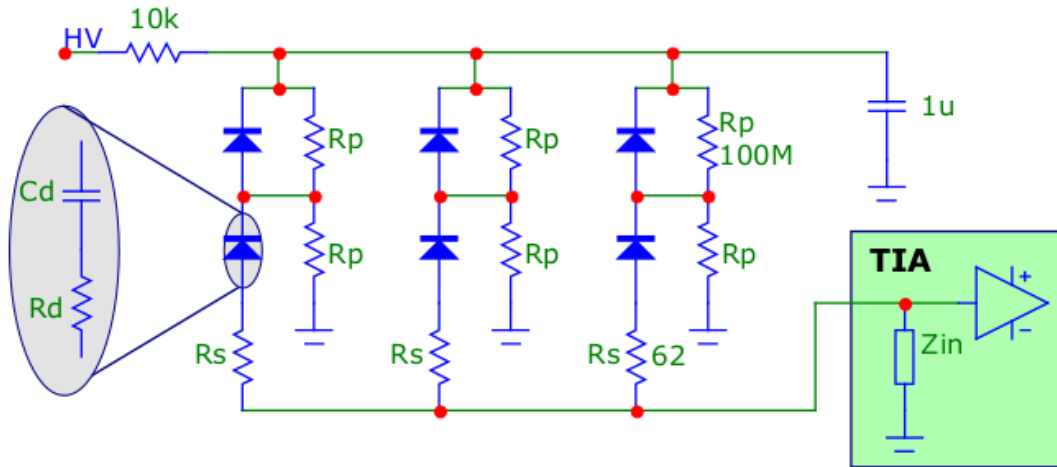 HV
10k
1u
Rp
Rp
Rp
100M
Cd
Rd
Rp
Rp
Rp
Rs
Rs
Rs 62
TIA
+
−
Zin